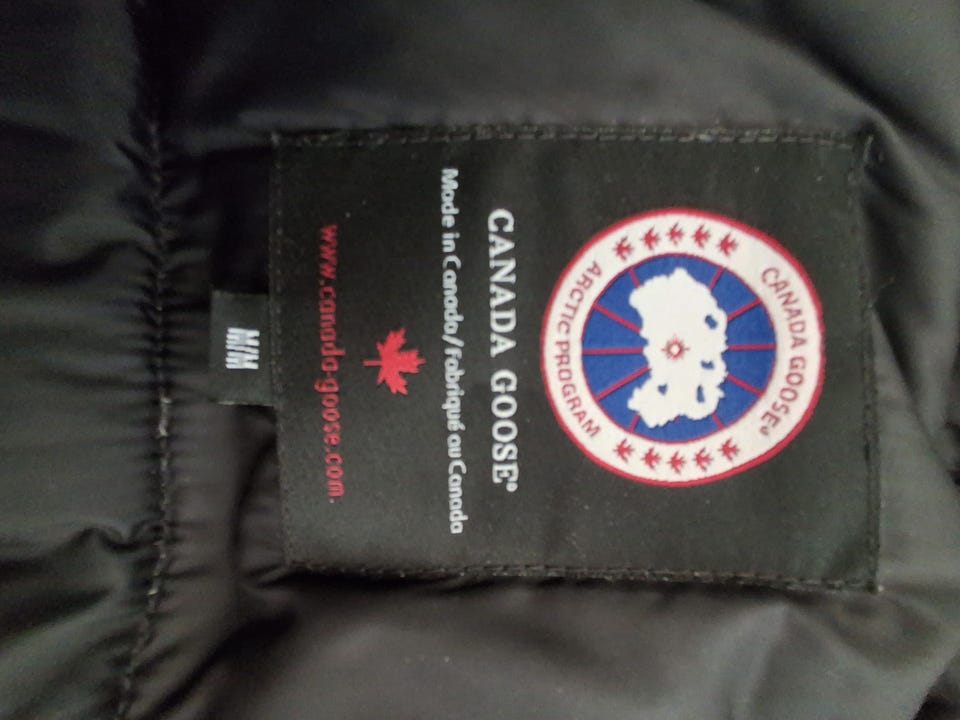 CANADA GOOSE®
ARCTIC PROGRAM
CANADA GOOSE®
Made in Canada/Fabriqué au Canada
www.canada-goose.com
M/M